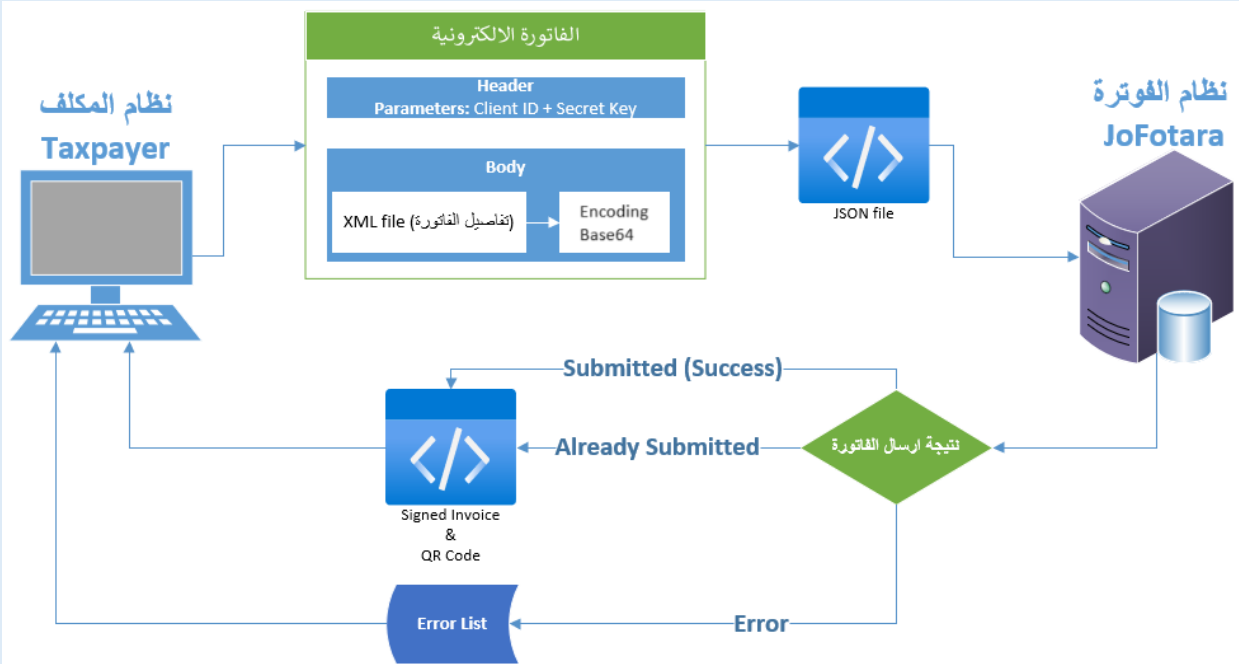 الفاتورة الالكترونية
Header
Parameters: Client ID + Secret Key
Body
XML file (تفاصيل الفاتورة)
Encoding
Base64
نظام المكلف
Taxpayer
JSON file
نظام الفوترة
JoFotara
Submitted (Success)
Already Submitted
نتيجة ارسال الفاتورة
Signed Invoice
&
QR Code
Error List
Error